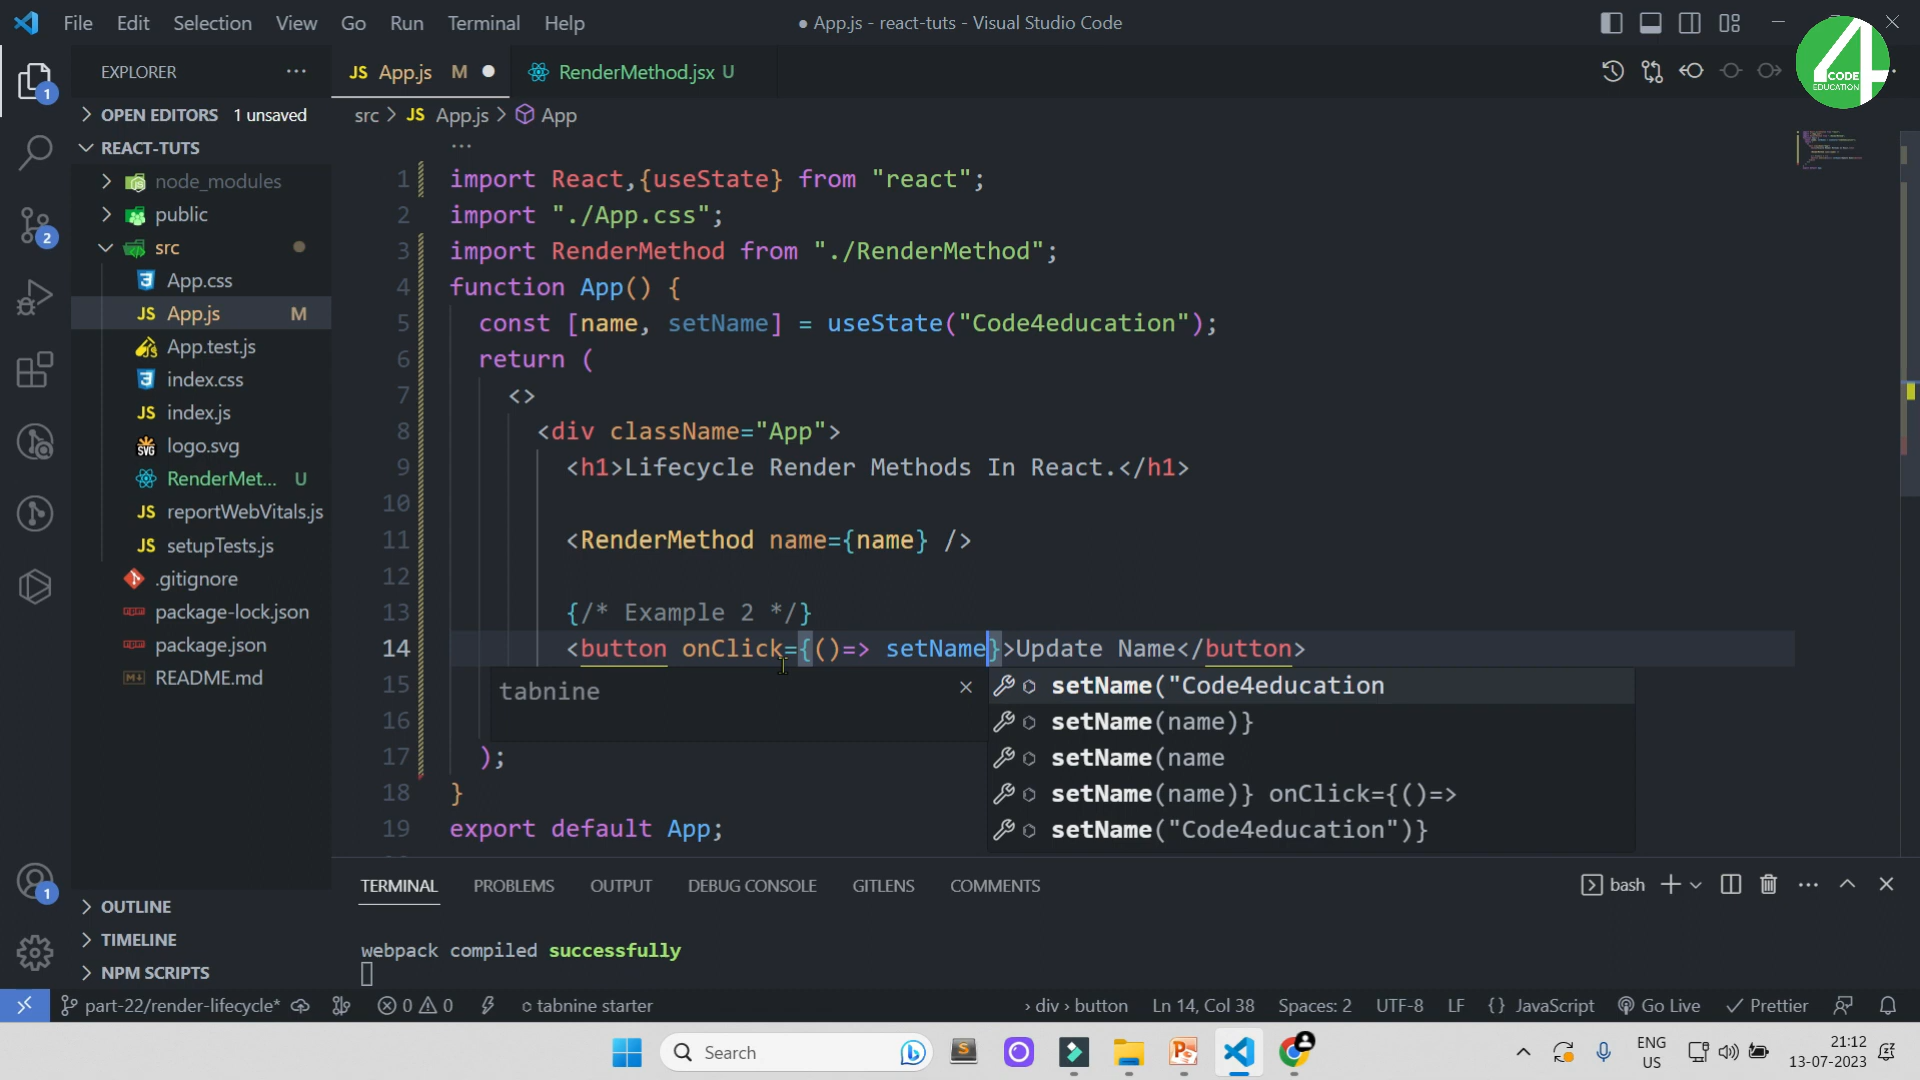 File Edit Selection View Go Run Terminal Help
● App.js - react-tuts - Visual Studio Code
CODE
EDUCATION
EXPLORER
JS App.js M
RenderMethod.jsx U
OPEN EDITORS 1 unsaved
src > JS App.js > App
REACT-TUTS
node_modules
public
src
App.css
JS App.js M
App.test.js
index.css
JS index.js
logo.svg
RenderMet... U
JS reportWebVitals.js
JS setupTests.js
.gitignore
package-lock.json
package.json
README.md
OUTLINE
TIMELINE
NPM SCRIPTS
1 import React,{useState} from "react";
2 import "./App.css";
3 import RenderMethod from "./RenderMethod";
4 function App() {
5 const [name, setName] = useState("Code4education");
6 return (
7 <>
8 <div className="App">
9 <h1>Lifecycle Render Methods In React.</h1>
10
11 <RenderMethod name={name} />
12
13 {/* Example 2 */}
14 <button onClick={()=> setName}>Update Name</button>
15
16
17 );
18 }
19 export default App;
tabnine
setName("Code4education
setName(name)}
setName(name
setName(name)} onClick={()=>
setName("Code4education")}
TERMINAL PROBLEMS OUTPUT DEBUG CONSOLE GITLENS COMMENTS
bash
webpack compiled successfully
part-22/render-lifecycle* 0 0 tabnine starter
› div › button Ln 14, Col 38 Spaces: 2 UTF-8 LF {} JavaScript Go Live Prettier
Search
ENG
US
21:12
13-07-2023